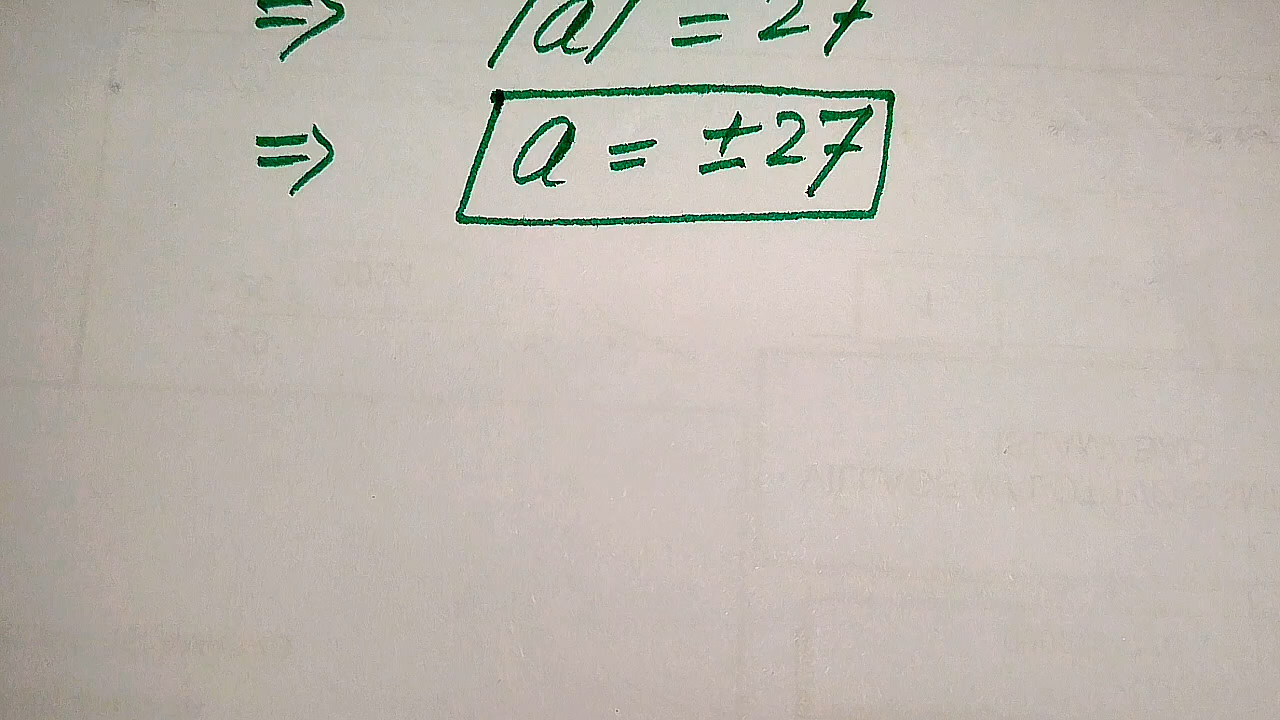 ⇒ |a| = 27
⇒ a = ±27